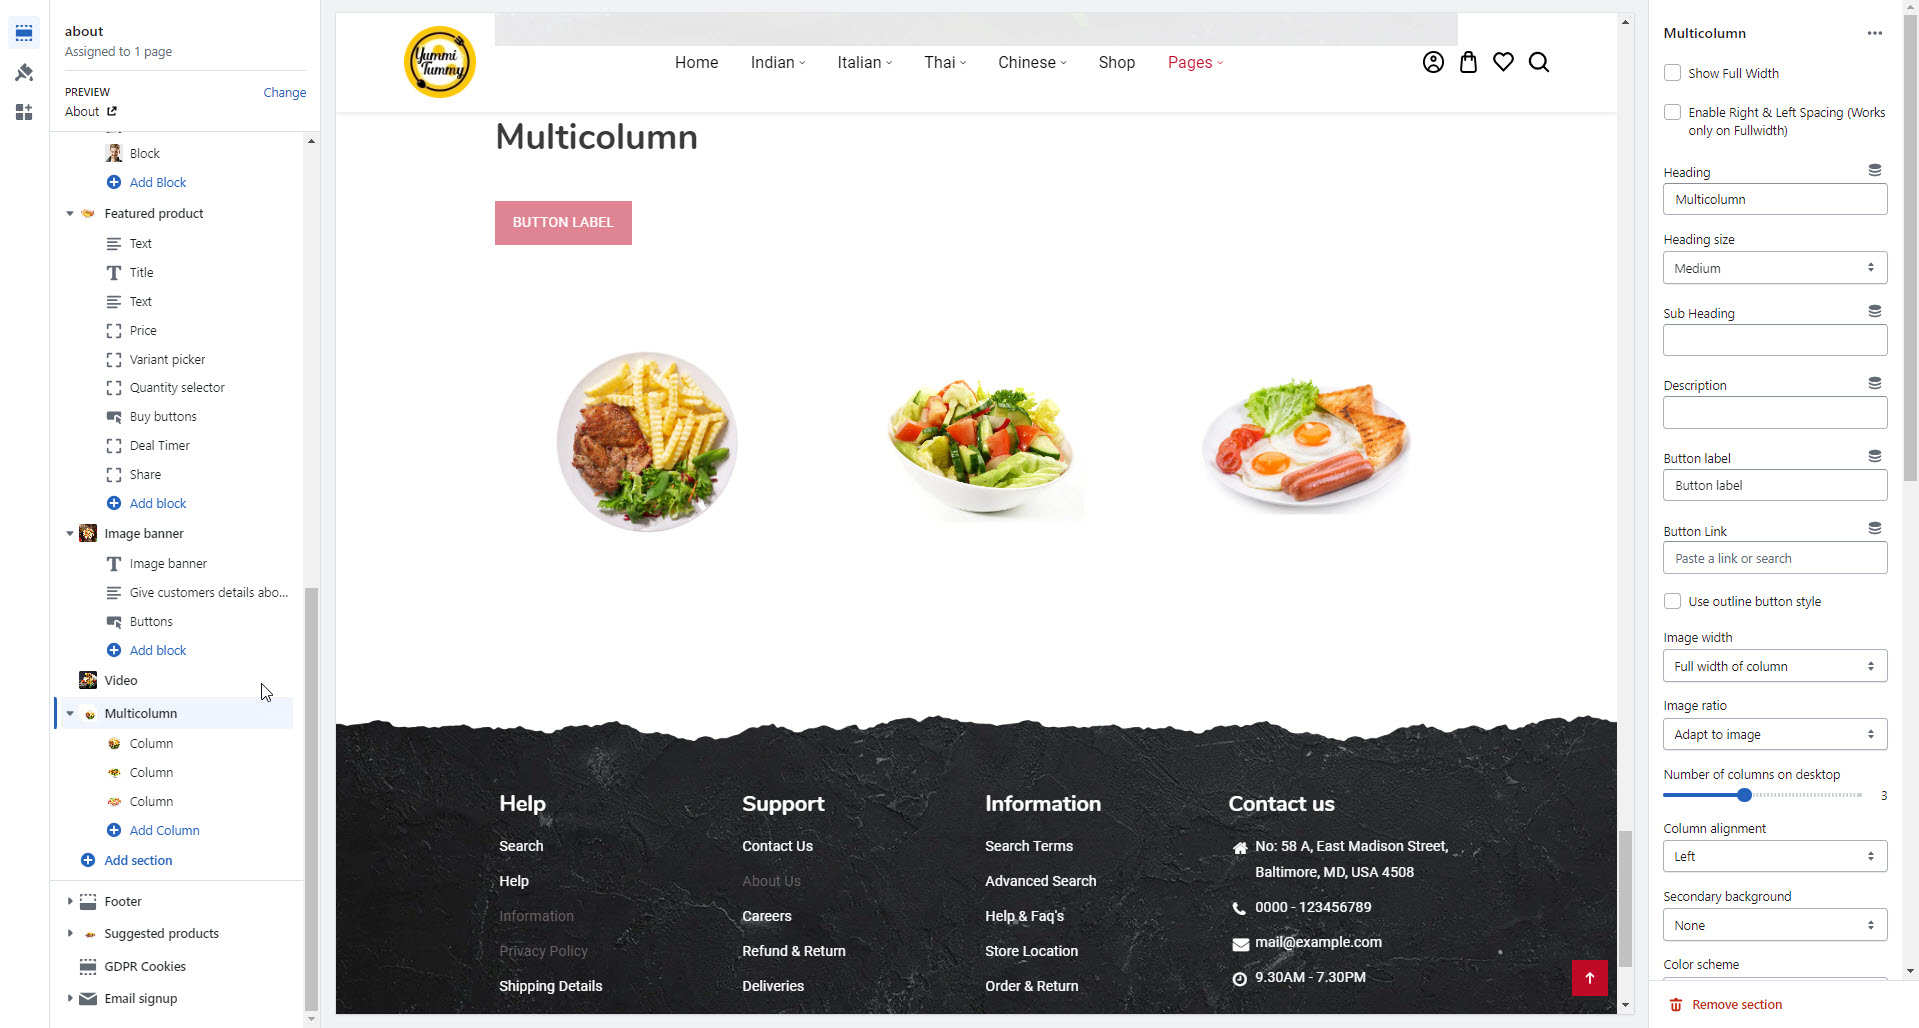 about
Assigned to 1 page
PREVIEW
Change
About
Block
Add Block
Featured product
Text
Title
Text
Price
Variant picker
Quantity selector
Buy buttons
Deal Timer
Share
Add block
Image banner
Image banner
Give customers details abo...
Buttons
Add block
Video
Multicolumn
Column
Column
Column
Add Column
Add section
Footer
Suggested products
GDPR Cookies
Email signup
Yummi
Tummy
Home
Indian
Italian
Thai
Chinese
Shop
Pages
Multicolumn
BUTTON LABEL
Help
Search
Help
Information
Privacy Policy
Shipping Details
Support
Contact Us
About Us
Careers
Refund & Return
Deliveries
Information
Search Terms
Advanced Search
Help & Faq's
Store Location
Order & Return
Contact us
No: 58 A, East Madison Street,
Baltimore, MD, USA 4508
0000 - 123456789
mail@example.com
9.30AM - 7.30PM
Multicolumn
Show Full Width
Enable Right & Left Spacing (Works
only on Fullwidth)
Heading
Multicolumn
Heading size
Medium
Sub Heading
Description
Button label
Button label
Button Link
Paste a link or search
Use outline button style
Image width
Full width of column
Image ratio
Adapt to image
Number of columns on desktop
3
Column alignment
Left
Secondary background
None
Color scheme
Remove section